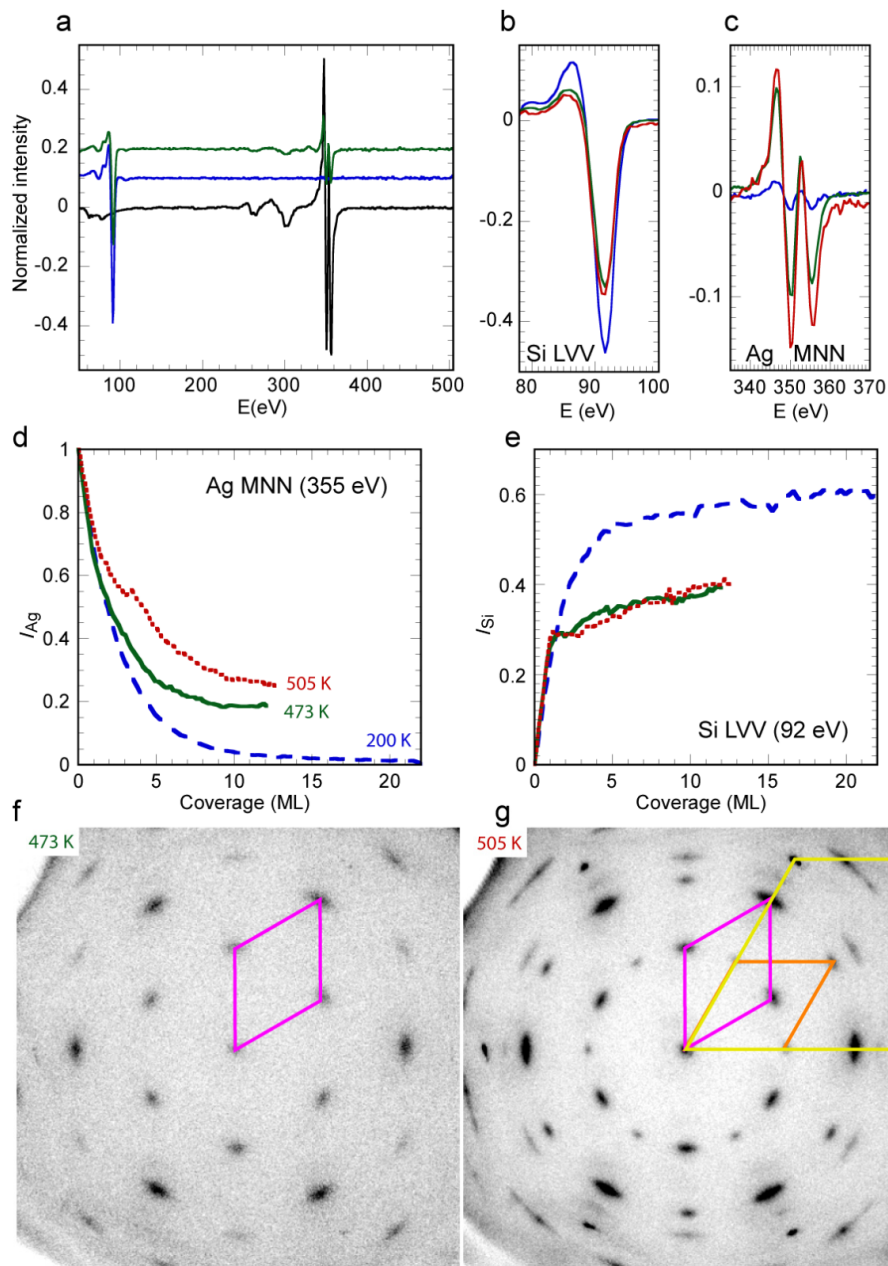 a
0.4
0.2
0
-0.2
-0.4
Normalized intensity
100
200
300
400
500
E(eV)
b
0
-0.2
-0.4
Si LVV
80
90
100
E (eV)
c
0.1
0
-0.1
Ag MNN
340
350
360
370
E (eV)
d
1
0.8
0.6
0.4
0.2
0
I Ag
Ag MNN (355 eV)
505 K
473 K
200 K
0
5
10
15
20
Coverage (ML)
e
0.6
0.4
0.2
0
I Si
Si LVV (92 eV)
0
5
10
15
20
Coverage (ML)
f
473 K
g
505 K